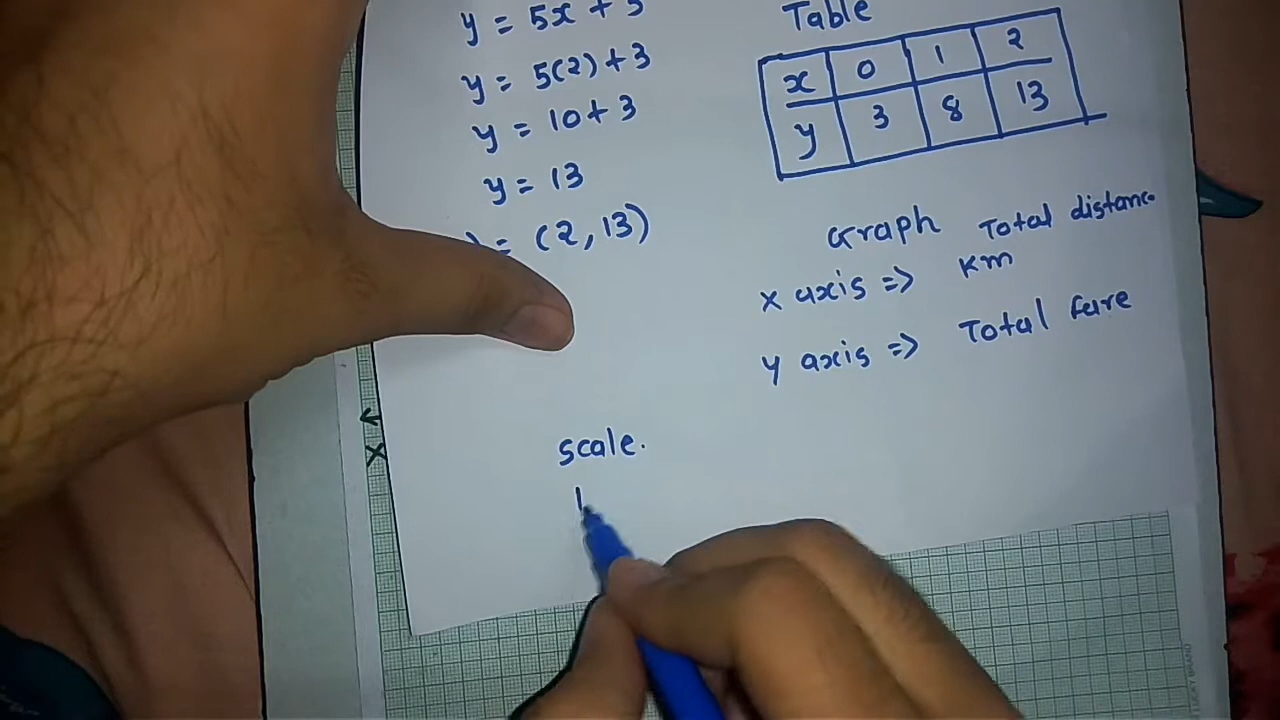 y = 5x + 3
y = 5(2) + 3
y = 10 + 3
y = 13
) = (2, 13)
Table
x 0 1 2
y 3 8 13
Graph
x axis => Total distance km
y axis => Total fare
scale.
1
x